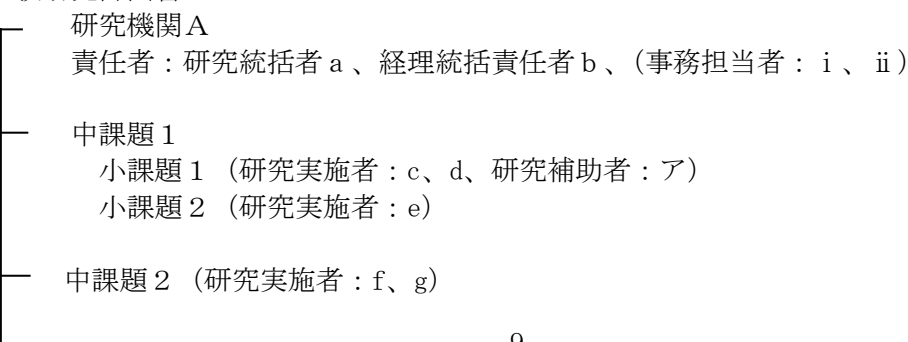 研究機関Ａ
責任者：研究統括者ａ、経理統括責任者ｂ、（事務担当者：ⅰ、ⅱ）
中課題１
小課題１（研究実施者：c、d、研究補助者：ア）
小課題２（研究実施者：e）
中課題２（研究実施者：f、g）